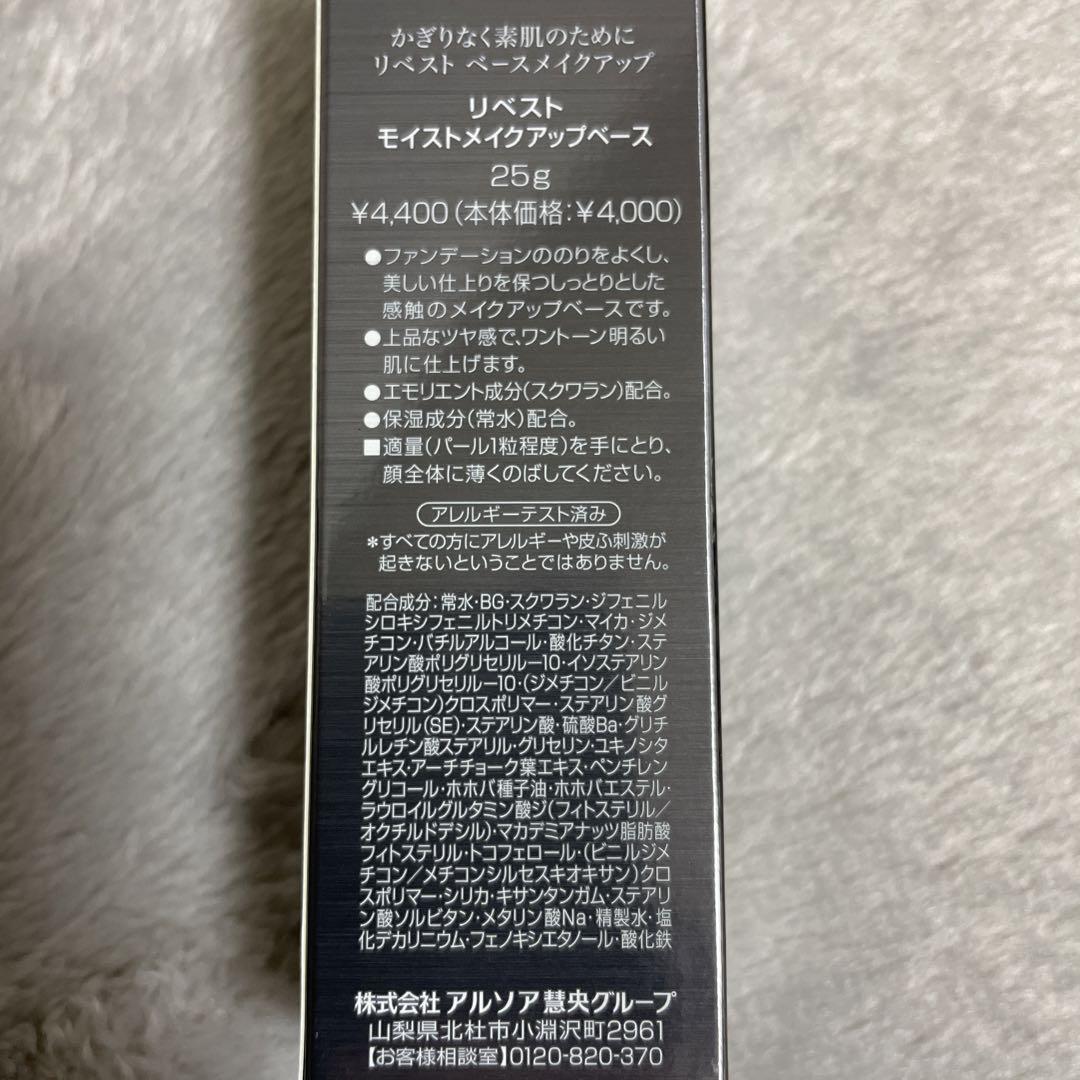 かぎりなく素肌のために
リベスト ベースメイクアップ
リベスト
モイストメイクアップベース
25g
¥4,400(本体価格:¥4,000)
●ファンデーションののりをよくし、
美しい仕上りを保つしっとりとした
感触のメイクアップベースです。
●上品なツヤ感で、ワントーン明るい
肌に仕上げます。
●エモリエント成分(スクワラン)配合。
●保湿成分(常水)配合。
■適量(パール1粒程度)を手にとり、
顔全体に薄くのばしてください。
アレルギーテスト済み
*すべての方にアレルギーや皮ふ刺激が
起きないということではありません。
配合成分:常水・BG・スクワラン・ジフェニル
シロキシフェニルトリメチコン・マイカ・ジメ
チコン・バチルアルコール・酸化チタン・ステ
アリン酸ポリグリセリル-10・イソステアリン
酸ポリグリセリル-10・(ジメチコン/ビニル
ジメチコン)クロスポリマー・ステアリン酸グ
リセリル(SE)・ステアリン酸・硫酸Ba・グリチ
ルレチン酸ステアリル・グリセリン・ユキノシタ
エキス・アーチチョーク葉エキス・ペンチレン
グリコール・ホホバ種子油・ホホバエステル・
ラウロイルグルタミン酸ジ(フィトステリル/
オクチルドデシル)・マカデミアナッツ脂肪酸
フィトステリル・トコフェロール・(ビニルジメ
チコン/メチコンシルセスキオキサン)クロ
スポリマー・シリカ・キサンタンガム・ステアリ
ン酸ソルビタン・メタリン酸Na・精製水・塩
化デカリニウム・フェノキシエタノール・酸化鉄
株式会社 アルソア慧央グループ
山梨県北杜市小淵沢町2961
【お客様相談室】0120-820-370